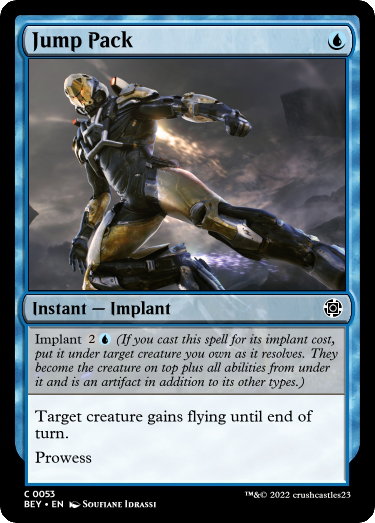 Jump Pack
Instant — Implant
Implant 2 (If you cast this spell for its implant cost,
put it under target creature you own as it resolves. They
become the creature on top plus all abilities from under
it and is an artifact in addition to its other types.)
Target creature gains flying until end of
turn.
Prowess
C 0053
BEY • EN Soufiane Idrassi
™&© 2022 crushcastles23